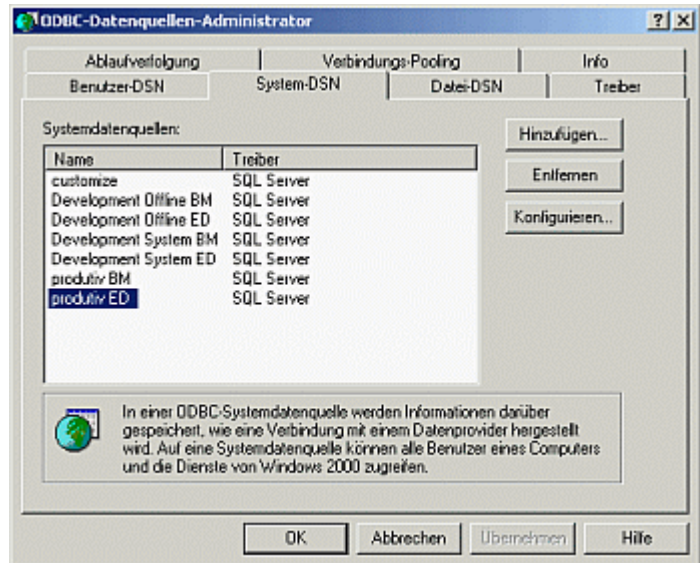 ODBC-Datenquellen-Administrator
Ablaufverfolgung Verbindungs-Pooling Info
Benutzer-DSN System-DSN Datei-DSN Treiber
Systemdatenquellen:
Name Treiber
customize SQL Server
Development Offline BM SQL Server
Development Offline ED SQL Server
Development System BM SQL Server
Development System ED SQL Server
produtiv BM SQL Server
produtiv ED SQL Server
Hinzufügen...
Entfernen
Konfigurieren...
In einer ODBC-Systemdatenquelle werden Informationen darüber
gespeichert, wie eine Verbindung mit einem Datenprovider hergestellt
wird. Auf eine Systemdatenquelle können alle Benutzer eines Computers
und die Dienste von Windows 2000 zugreifen.
OK Abbrechen Übernehmen Hilfe